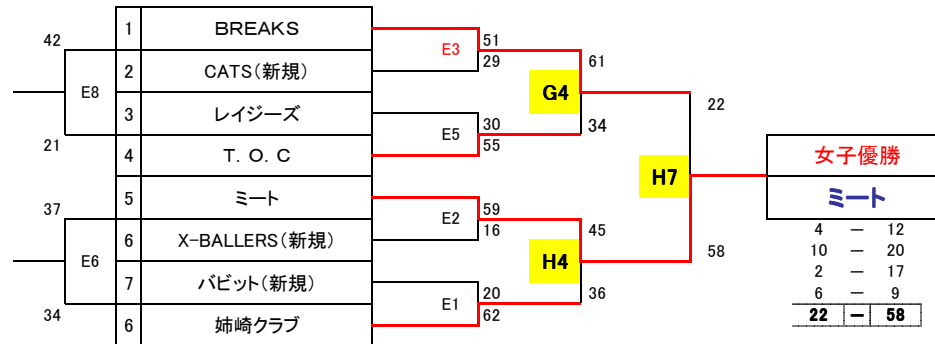 1 BREAKS
2 CATS(新規)
3 レイジーズ
4 T. O. C
5 ミート
6 X-BALLERS(新規)
7 バビット(新規)
6 姉崎クラブ
42
E8
21
37
E6
34
E3
51
29
E5
30
55
E2
59
16
E1
20
62
61
G4
34
45
H4
36
22
H7
58
女子優勝
ミート
4 － 12
10 － 20
2 － 17
6 － 9
22 － 58